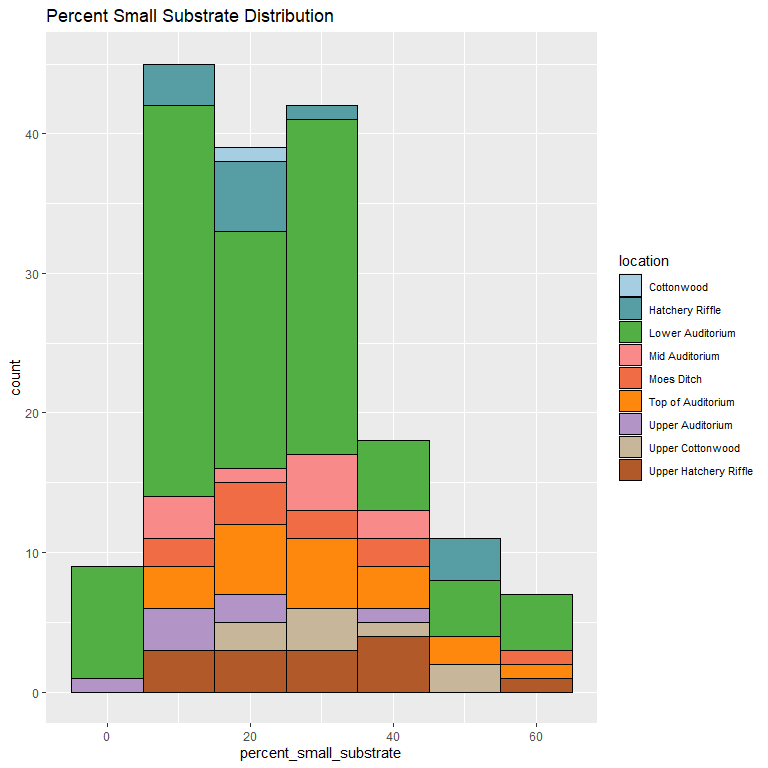 Percent Small Substrate Distribution
count
40
30
20
10
0
0 20 40 60
percent_small_substrate
location
Cottonwood
Hatchery Riffle
Lower Auditorium
Mid Auditorium
Moes Ditch
Top of Auditorium
Upper Auditorium
Upper Cottonwood
Upper Hatchery Riffle